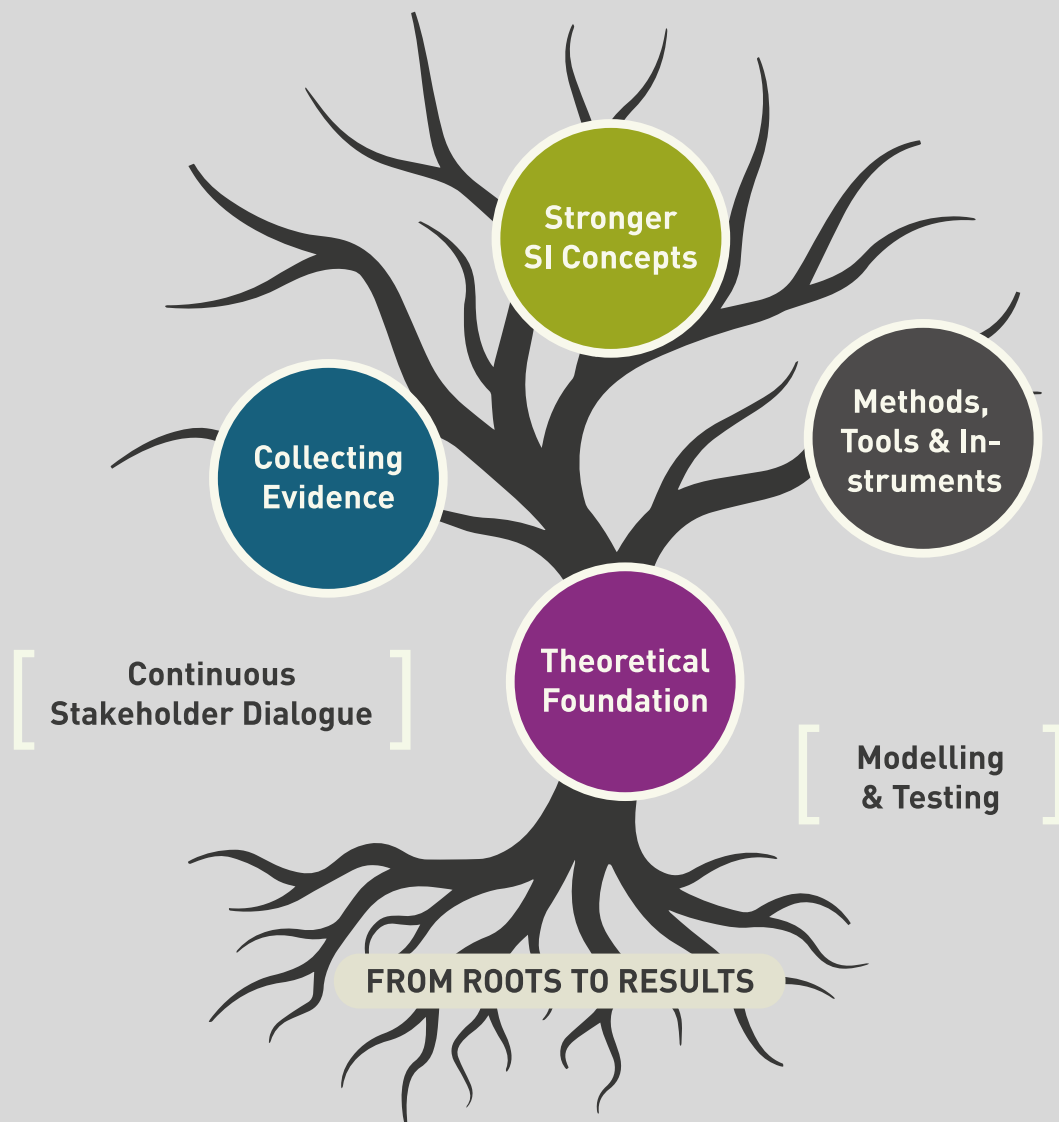 Stronger
SI Concepts
Methods,
Tools & In-
struments
Collecting
Evidence
Theoretical
Foundation
Continuous
Stakeholder Dialogue
Modelling
& Testing
FROM ROOTS TO RESULTS